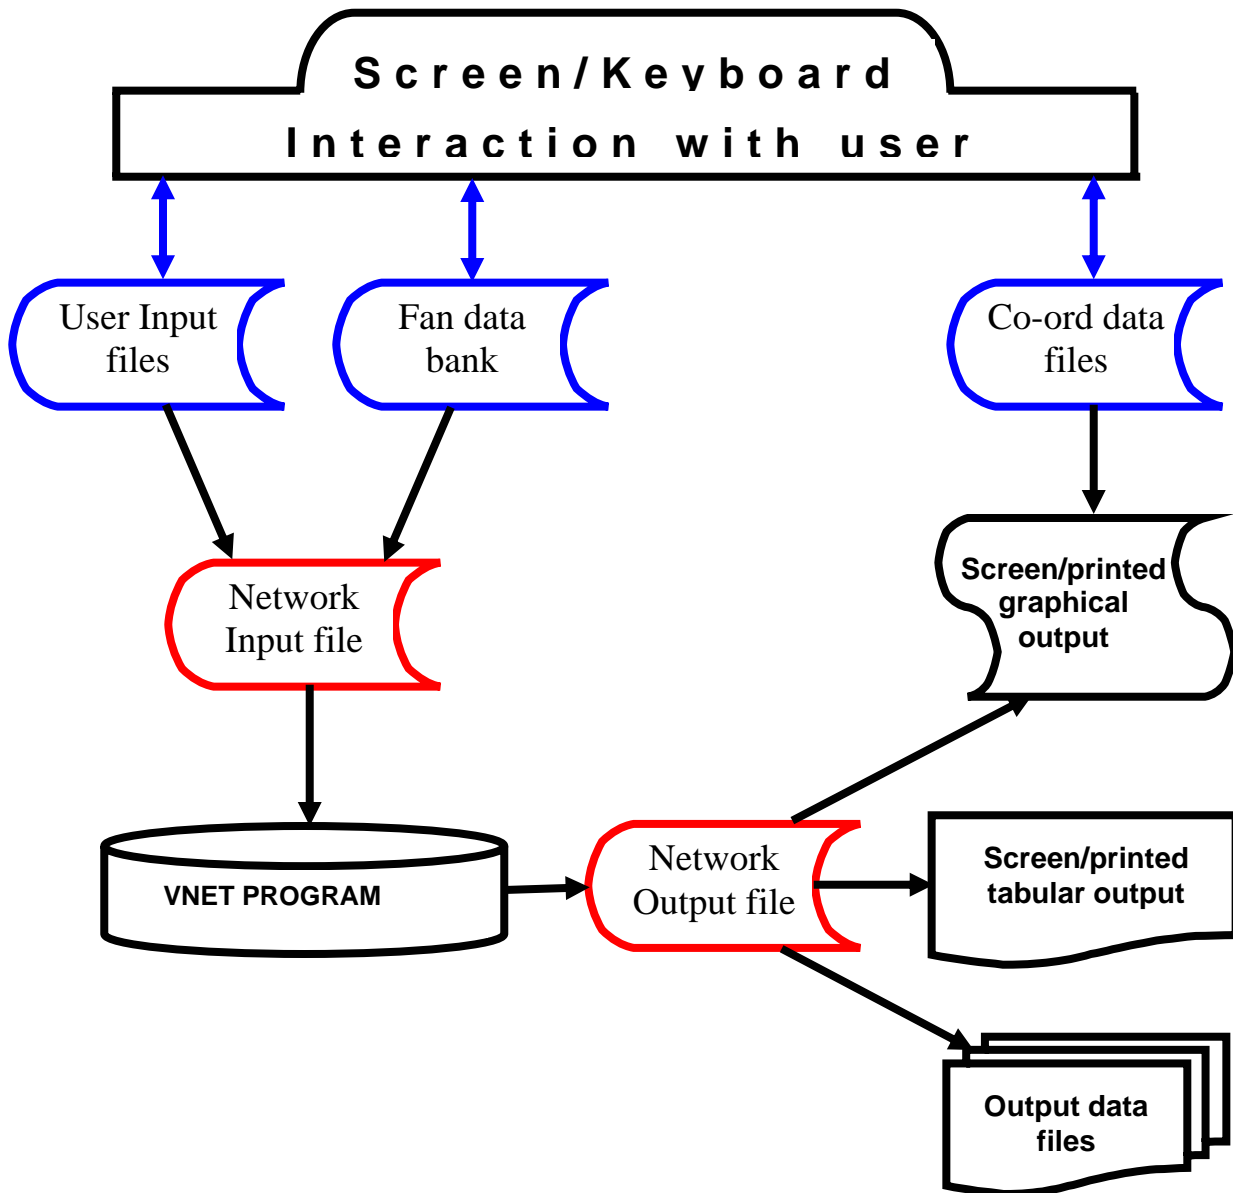 Screen/Keyboard
Interaction with user
User Input
files
Fan data
bank
Co-ord data
files
Network
Input file
Screen/printed
graphical
output
VNET PROGRAM
Network
Output file
Screen/printed
tabular output
Output data
files